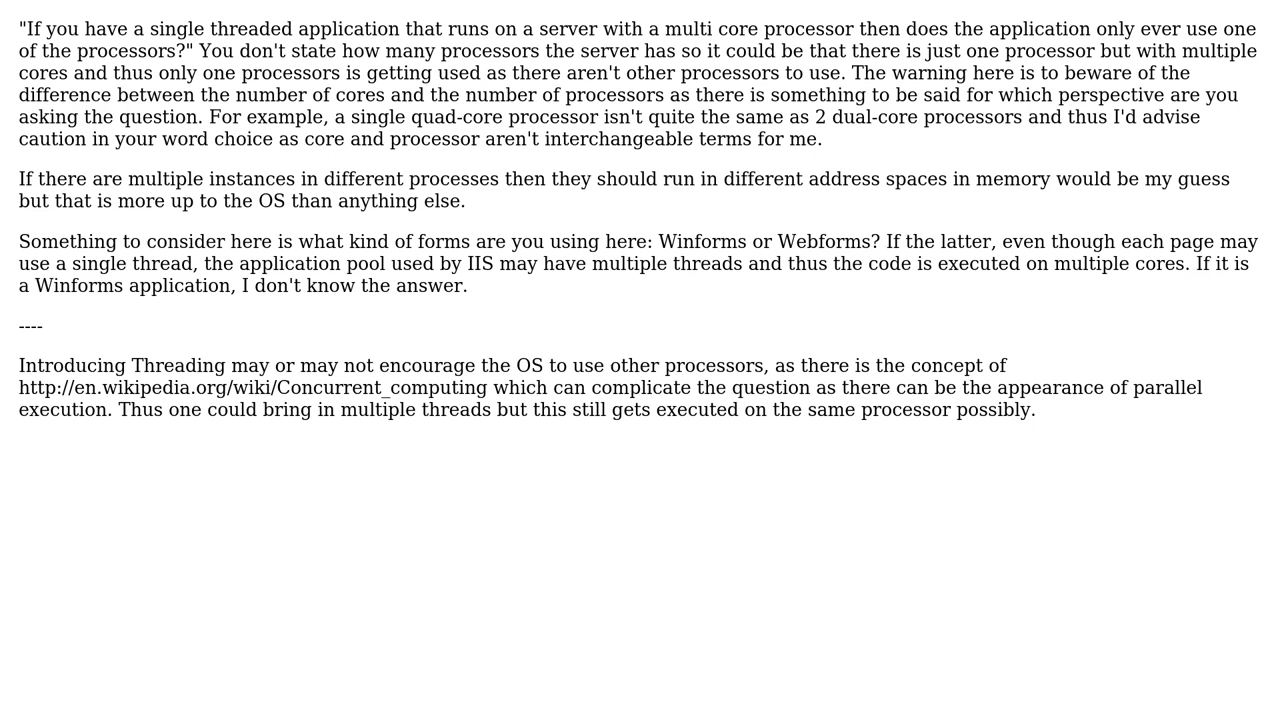 "If you have a single threaded application that runs on a server with a multi core processor then does the application only ever use one
of the processors?" You don't state how many processors the server has so it could be that there is just one processor but with multiple
cores and thus only one processors is getting used as there aren't other processors to use. The warning here is to beware of the
difference between the number of cores and the number of processors as there is something to be said for which perspective are you
asking the question. For example, a single quad-core processor isn't quite the same as 2 dual-core processors and thus I'd advise
caution in your word choice as core and processor aren't interchangeable terms for me.
If there are multiple instances in different processes then they should run in different address spaces in memory would be my guess
but that is more up to the OS than anything else.
Something to consider here is what kind of forms are you using here: Winforms or Webforms? If the latter, even though each page may
use a single thread, the application pool used by IIS may have multiple threads and thus the code is executed on multiple cores. If it is
a Winforms application, I don't know the answer.
----
Introducing Threading may or may not encourage the OS to use other processors, as there is the concept of
http://en.wikipedia.org/wiki/Concurrent_computing which can complicate the question as there can be the appearance of parallel
execution. Thus one could bring in multiple threads but this still gets executed on the same processor possibly.